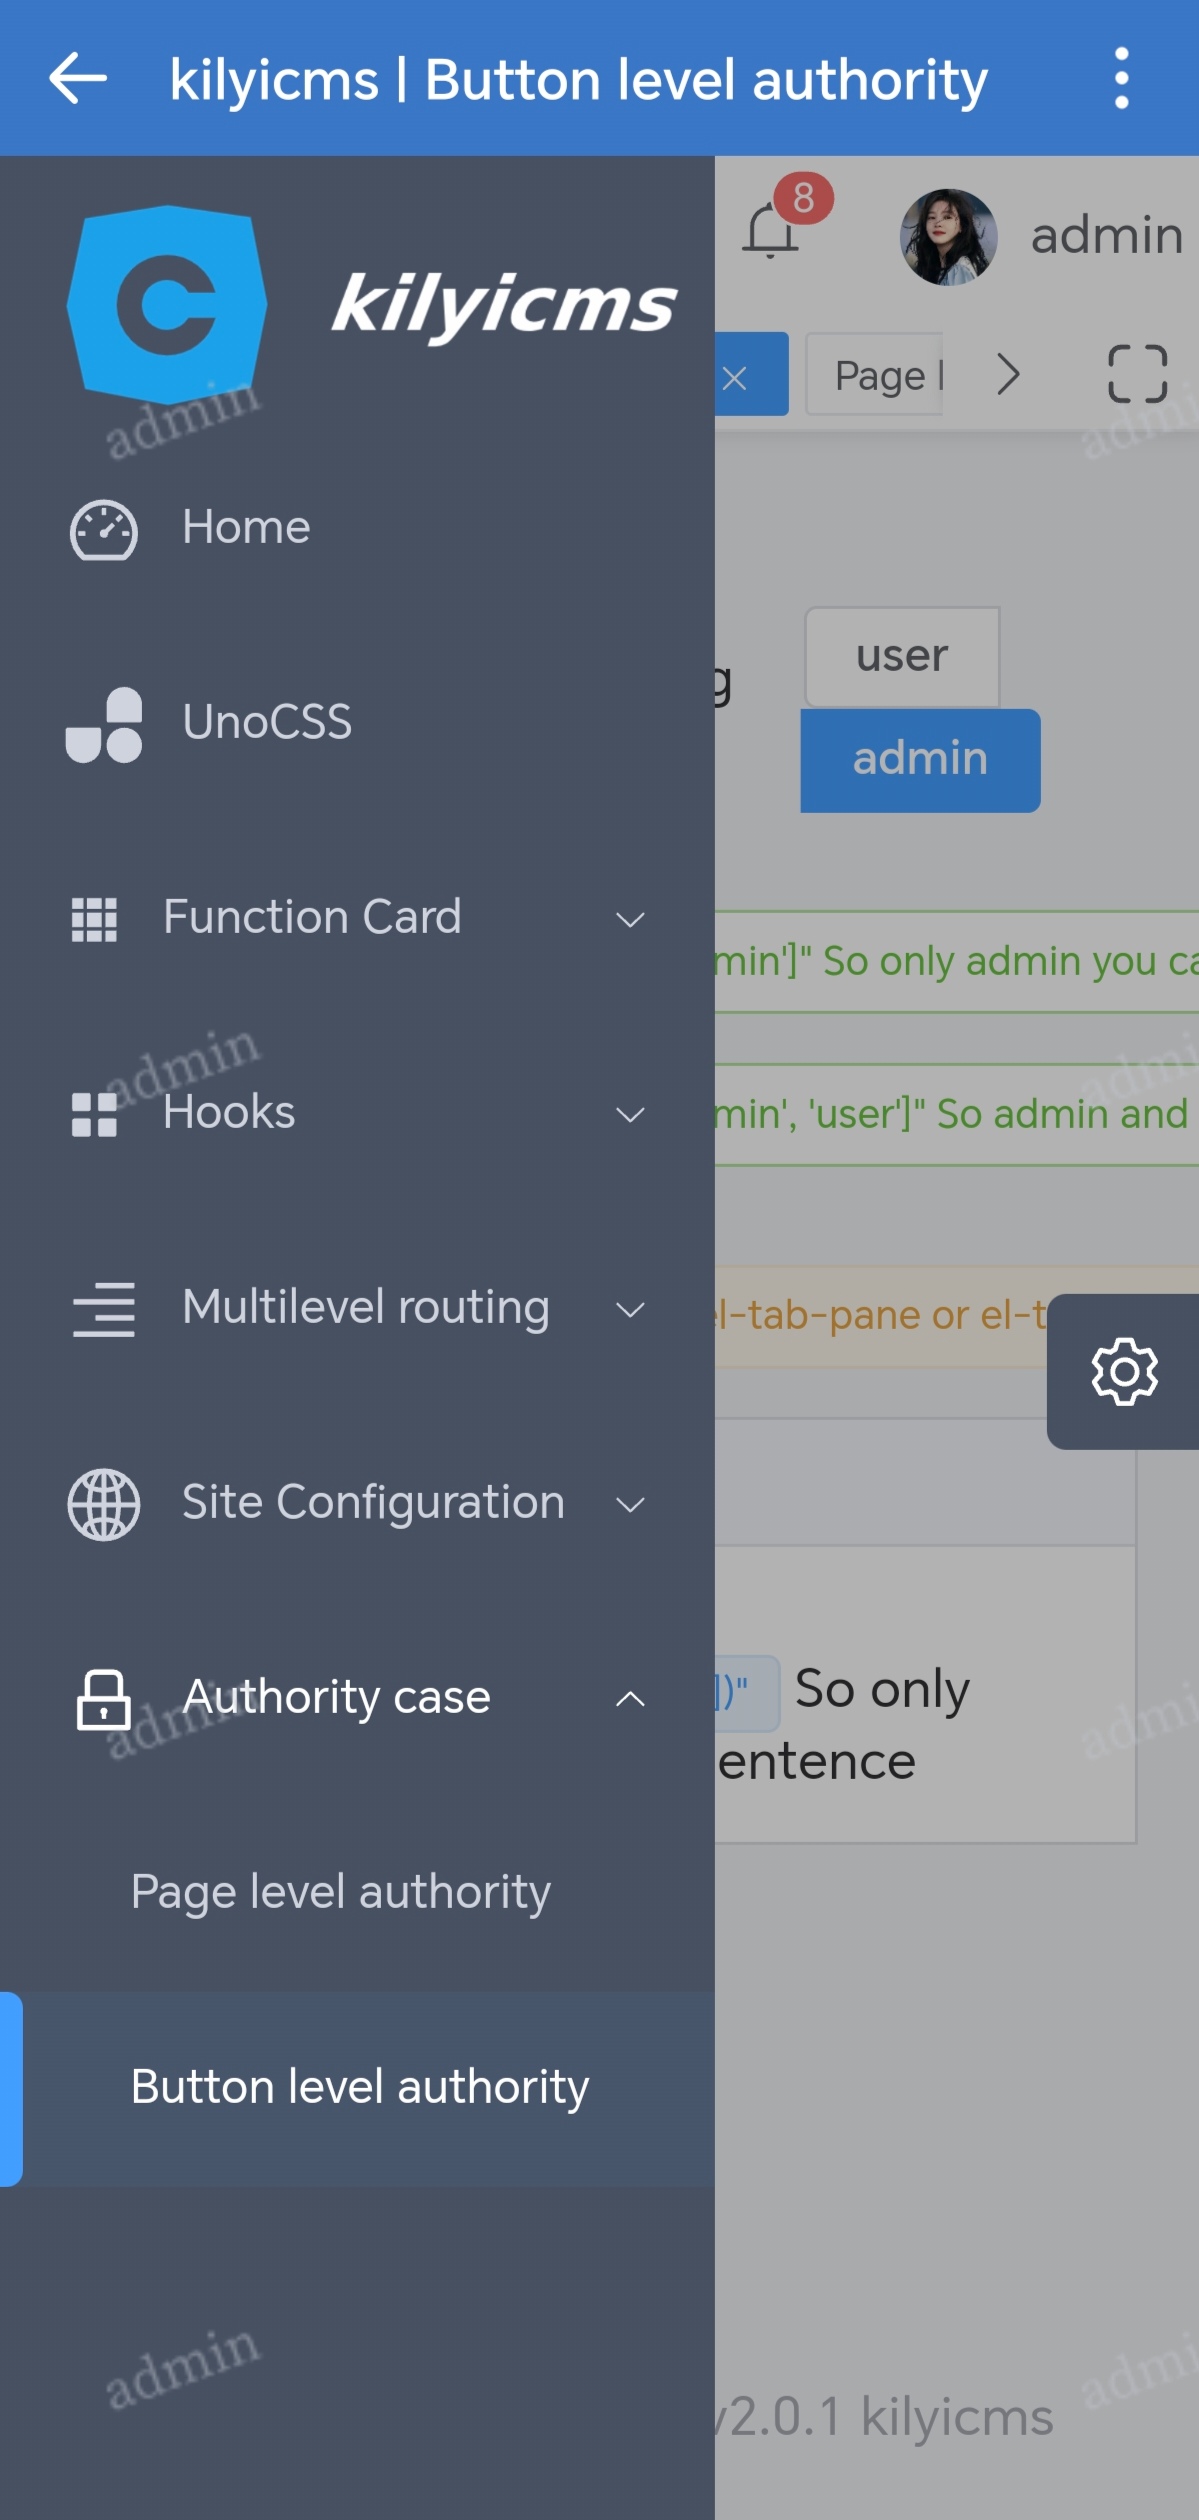 kilyicms | Button level authority
kilyicms
8
admin
Page
admin
Home
user
UnoCSS
admin
Function Card
min']" So only admin you
admin
Hooks
min', 'user']" So admin and
Multilevel routing
el-tab-pane or el-t
Site Configuration
Authority case
admin
])" So only
entence
Page level authority
Button level authority
admin
v2.0.1 kilyicms